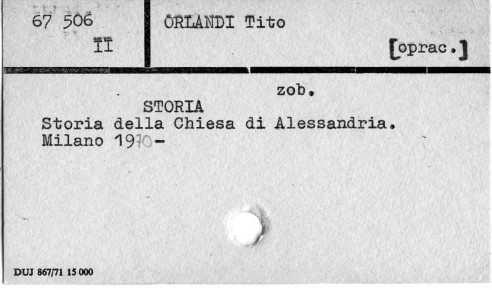 67 506
II
ORLANDI Tito
[oprac.]
zob.
STORIA
Storia della Chiesa di Alessandria.
Milano 1970-
DUJ 867/71 15 000